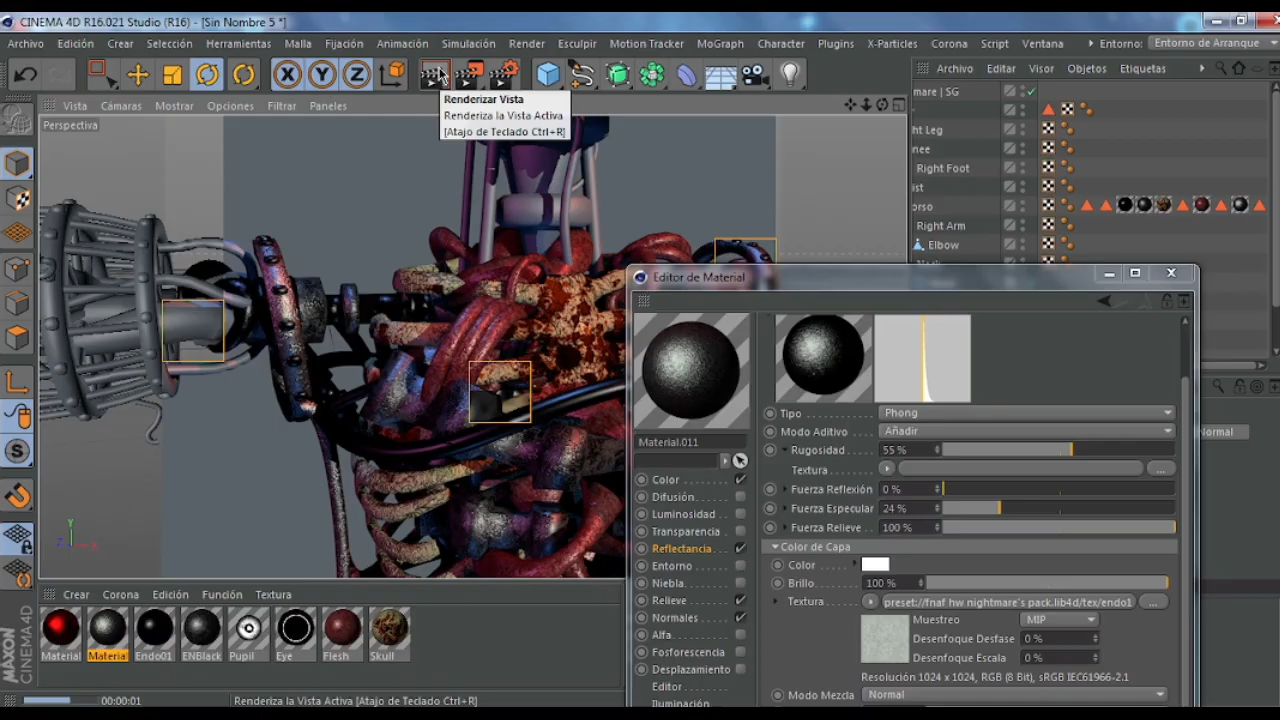 CINEMA 4D R16.021 Studio (R16) - [Sin Nombre 5 *]
Archivo Edición Crear Selección Herramientas Malla Fijación Animación Simulación Render Esculpir Motion Tracker MoGraph Character Plugins X-Particles Corona Script Ventana Entorno: Entorno de Arranque
X Y Z
Archivo Editar Visor Objetos Etiquetas
Renderizar Vista
Renderiza la Vista Activa
[Atajo de Teclado Ctrl+R]
Vista Cámaras Mostrar Opciones Filtrar Paneles
Perspectiva
mare | SG
ht Leg
nee
Right Foot
ist
orso
Right Arm
Elbow
Editor de Material
Tipo Phong
Modo Aditivo Añadir
Rugosidad 55 %
Textura ...
Fuerza Reflexión 0 %
Fuerza Especular 24 %
Fuerza Relieve 100 %
Color de Capa
Color
Brillo 100 %
Textura preset://fnaf hw nightmare's pack.lib4d/tex/endo1 ...
Muestreo MIP
Desenfoque Desfase 0 %
Desenfoque Escala 0 %
Resolución 1024 x 1024, RGB (8 Bit), sRGB IEC61966-2.1
Modo Mezcla Normal
Material.011
Color
Difusión
Luminosidad
Transparencia
Reflectancia
Entorno
Niebla
Relieve
Normales
Alfa
Fosforescencia
Desplazamiento
Editor
Iluminación
Normal
Y
X
Z
Crear Corona Edición Función Textura
Material Material Endo01 ENBlack Pupil Eye Flesh Skull
MAXON
CINEMA 4D
00:00:01 Renderiza la Vista Activa [Atajo de Teclado Ctrl+R]